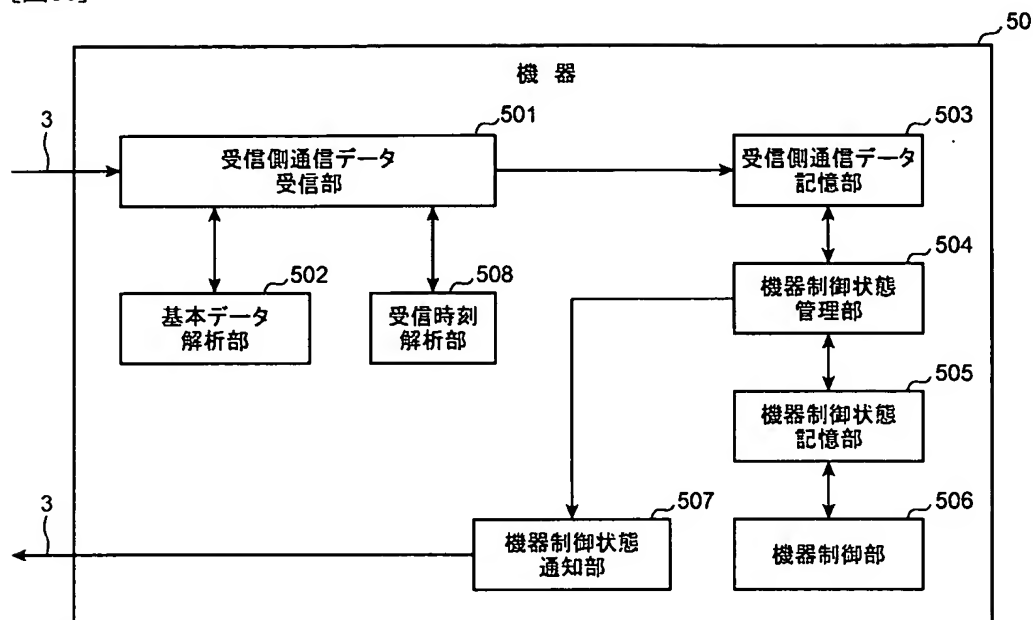 50
機 器
3
501
受信側通信データ
受信部
503
受信側通信データ
記憶部
502
基本データ
解析部
508
受信時刻
解析部
504
機器制御状態
管理部
505
機器制御状態
記憶部
3
507
機器制御状態
通知部
506
機器制御部